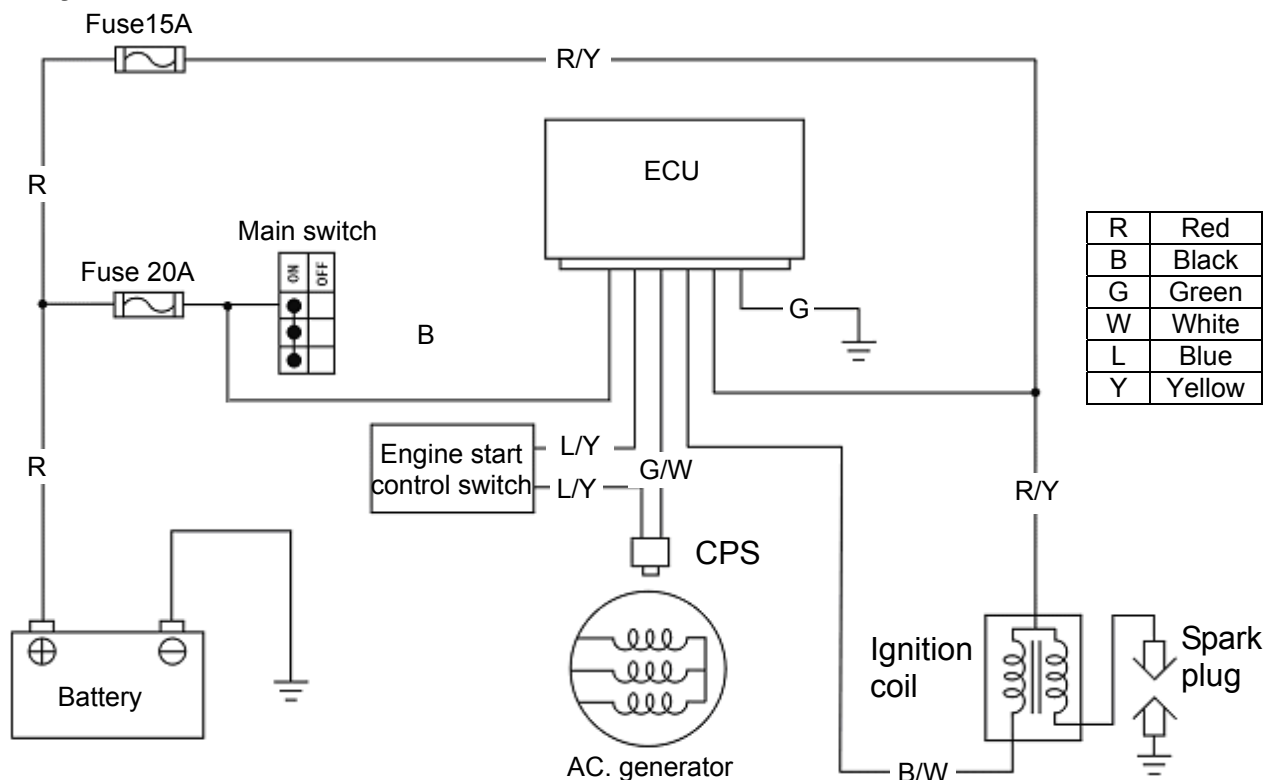 Fuse15A
R/Y
ECU
R
Main switch
ON OFF
Fuse 20A
B
G
R Red
B Black
G Green
W White
L Blue
Y Yellow
Engine start
control switch
L/Y
L/Y
G/W
R
R/Y
CPS
Battery
Ignition
coil
Spark
plug
AC. generator
B/W